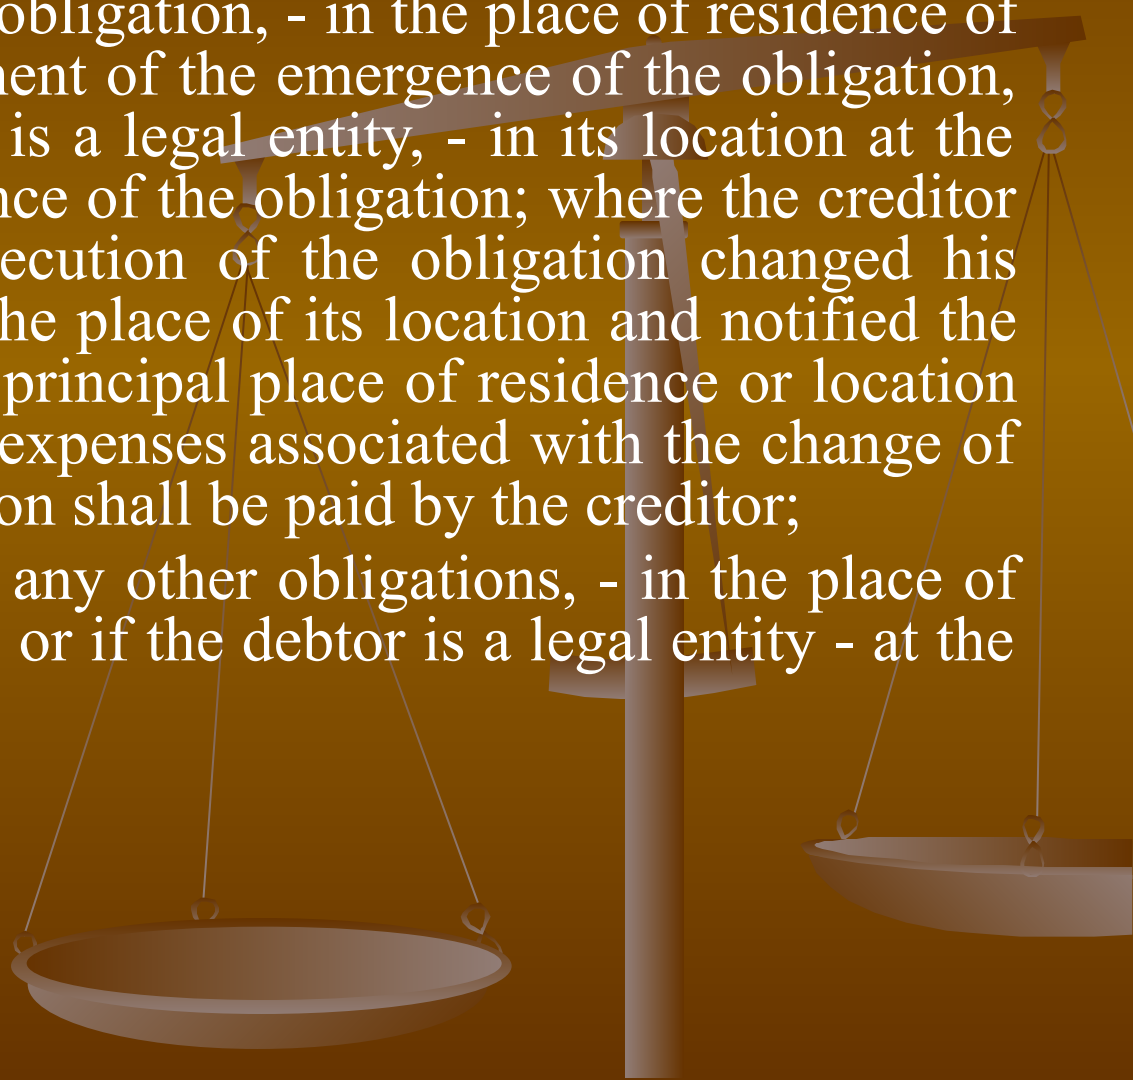 obligation, - in the place of residence of
ment of the emergence of the obligation,
is a legal entity, - in its location at the
nce of the obligation; where the creditor
ecution of the obligation changed his
he place of its location and notified the
principal place of residence or location
expenses associated with the change of
on shall be paid by the creditor;
any other obligations, - in the place of
or if the debtor is a legal entity - at the